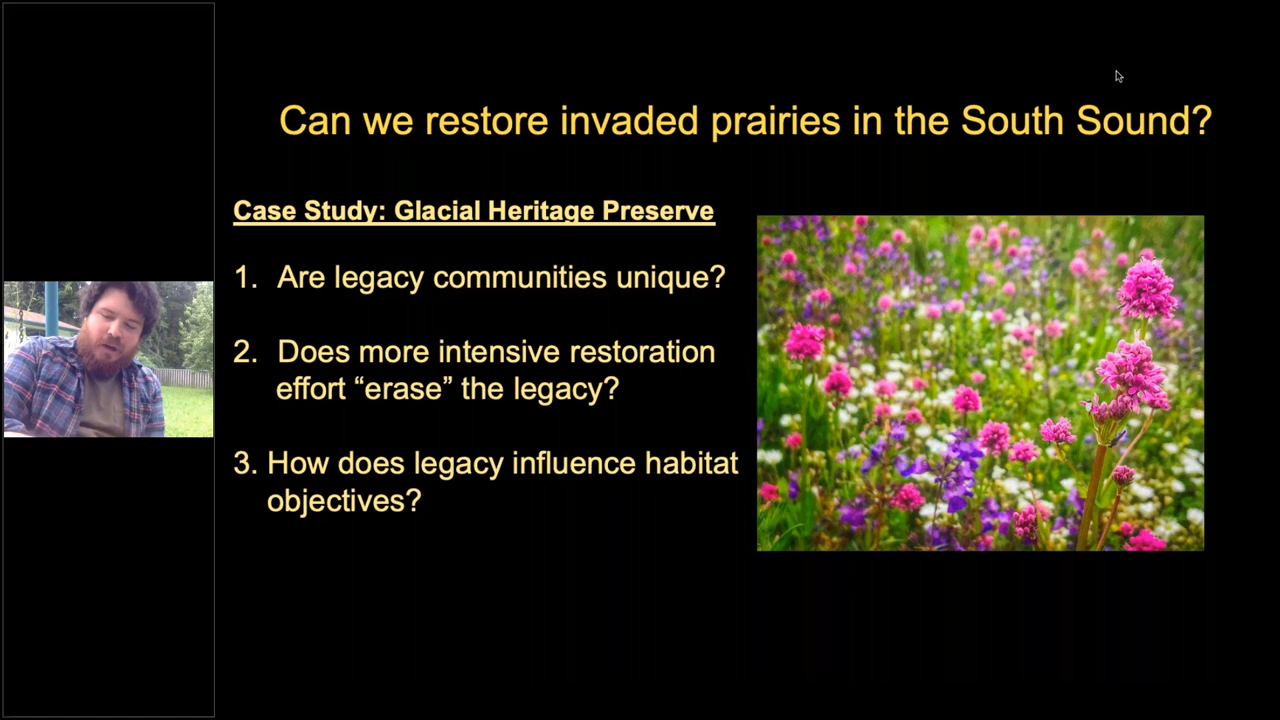 Can we restore invaded prairies in the South Sound?
Case Study: Glacial Heritage Preserve
1. Are legacy communities unique?
2. Does more intensive restoration
effort “erase” the legacy?
3. How does legacy influence habitat
objectives?